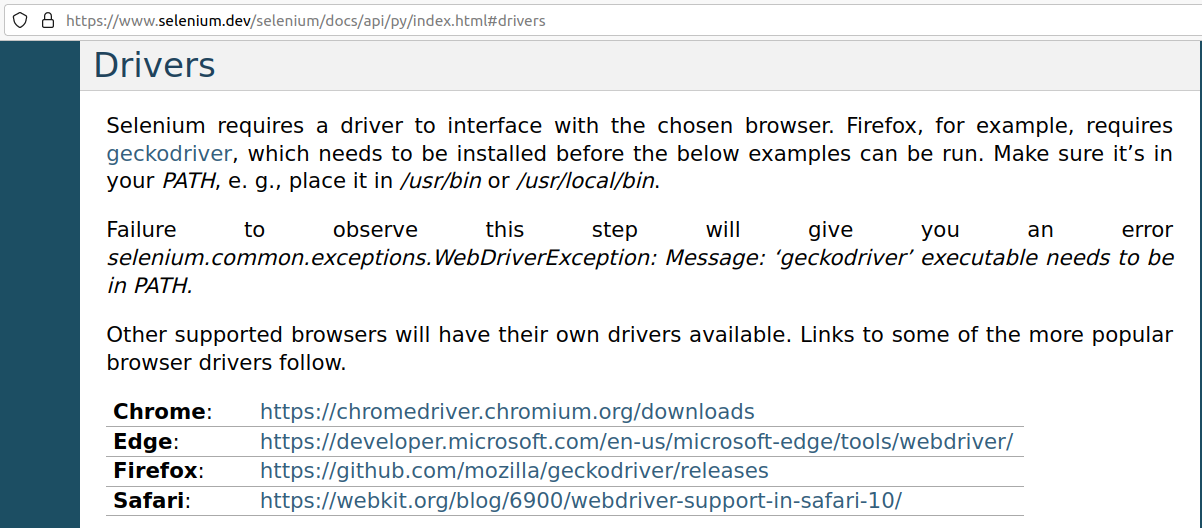 https://www.selenium.dev/selenium/docs/api/py/index.html#drivers
Drivers
Selenium requires a driver to interface with the chosen browser. Firefox, for example, requires
geckodriver, which needs to be installed before the below examples can be run. Make sure it’s in
your PATH, e. g., place it in /usr/bin or /usr/local/bin.
Failure to observe this step will give you an error
selenium.common.exceptions.WebDriverException: Message: ‘geckodriver’ executable needs to be
in PATH.
Other supported browsers will have their own drivers available. Links to some of the more popular
browser drivers follow.
Chrome: https://chromedriver.chromium.org/downloads
Edge: https://developer.microsoft.com/en-us/microsoft-edge/tools/webdriver/
Firefox: https://github.com/mozilla/geckodriver/releases
Safari: https://webkit.org/blog/6900/webdriver-support-in-safari-10/